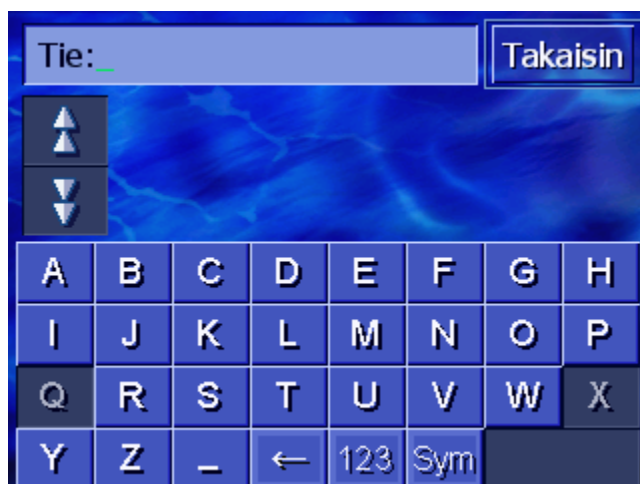 Tie:_
Takaisin
A B C D E F G H
I J K L M N O P
Q R S T U V W X
Y Z _ ← 123 Sym